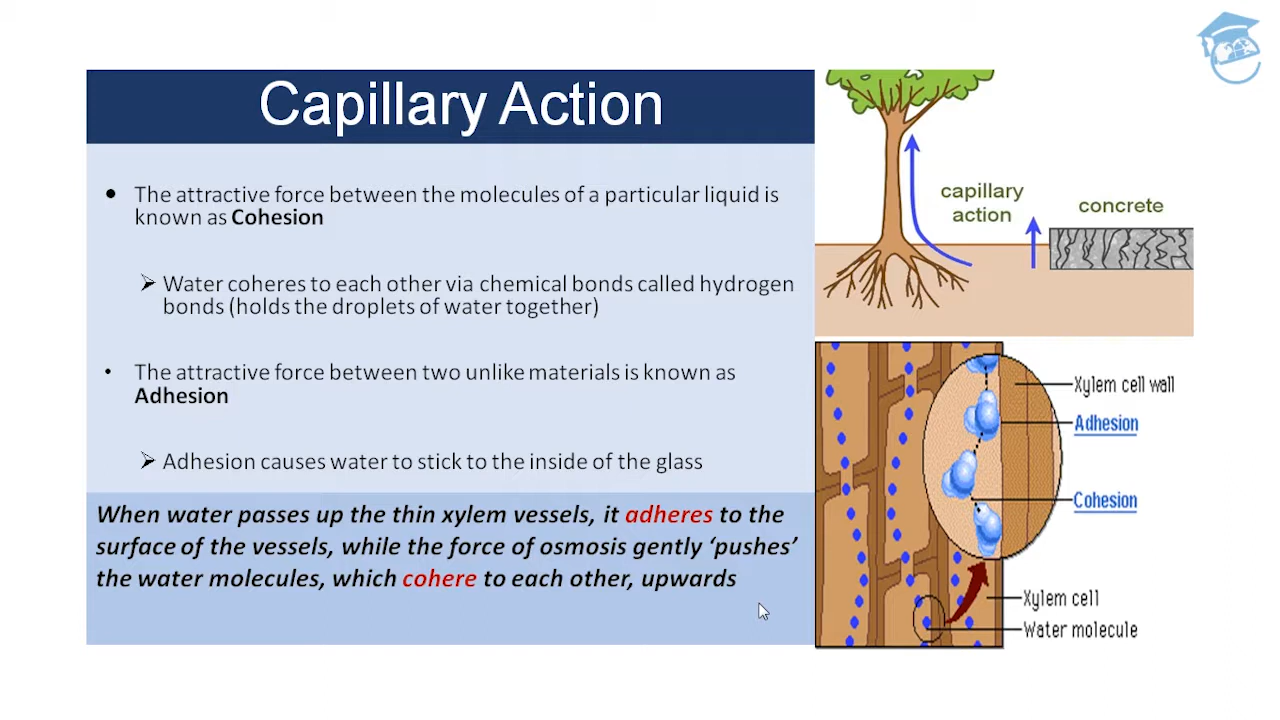 Capillary Action
• The attractive force between the molecules of a particular liquid is
known as Cohesion
➢ Water coheres to each other via chemical bonds called hydrogen
bonds (holds the droplets of water together)
• The attractive force between two unlike materials is known as
Adhesion
➢ Adhesion causes water to stick to the inside of the glass
When water passes up the thin xylem vessels, it adheres to the
surface of the vessels, while the force of osmosis gently ‘pushes’
the water molecules, which cohere to each other, upwards
capillary
action
concrete
Xylem cell wall
Adhesion
Cohesion
Xylem cell
Water molecule